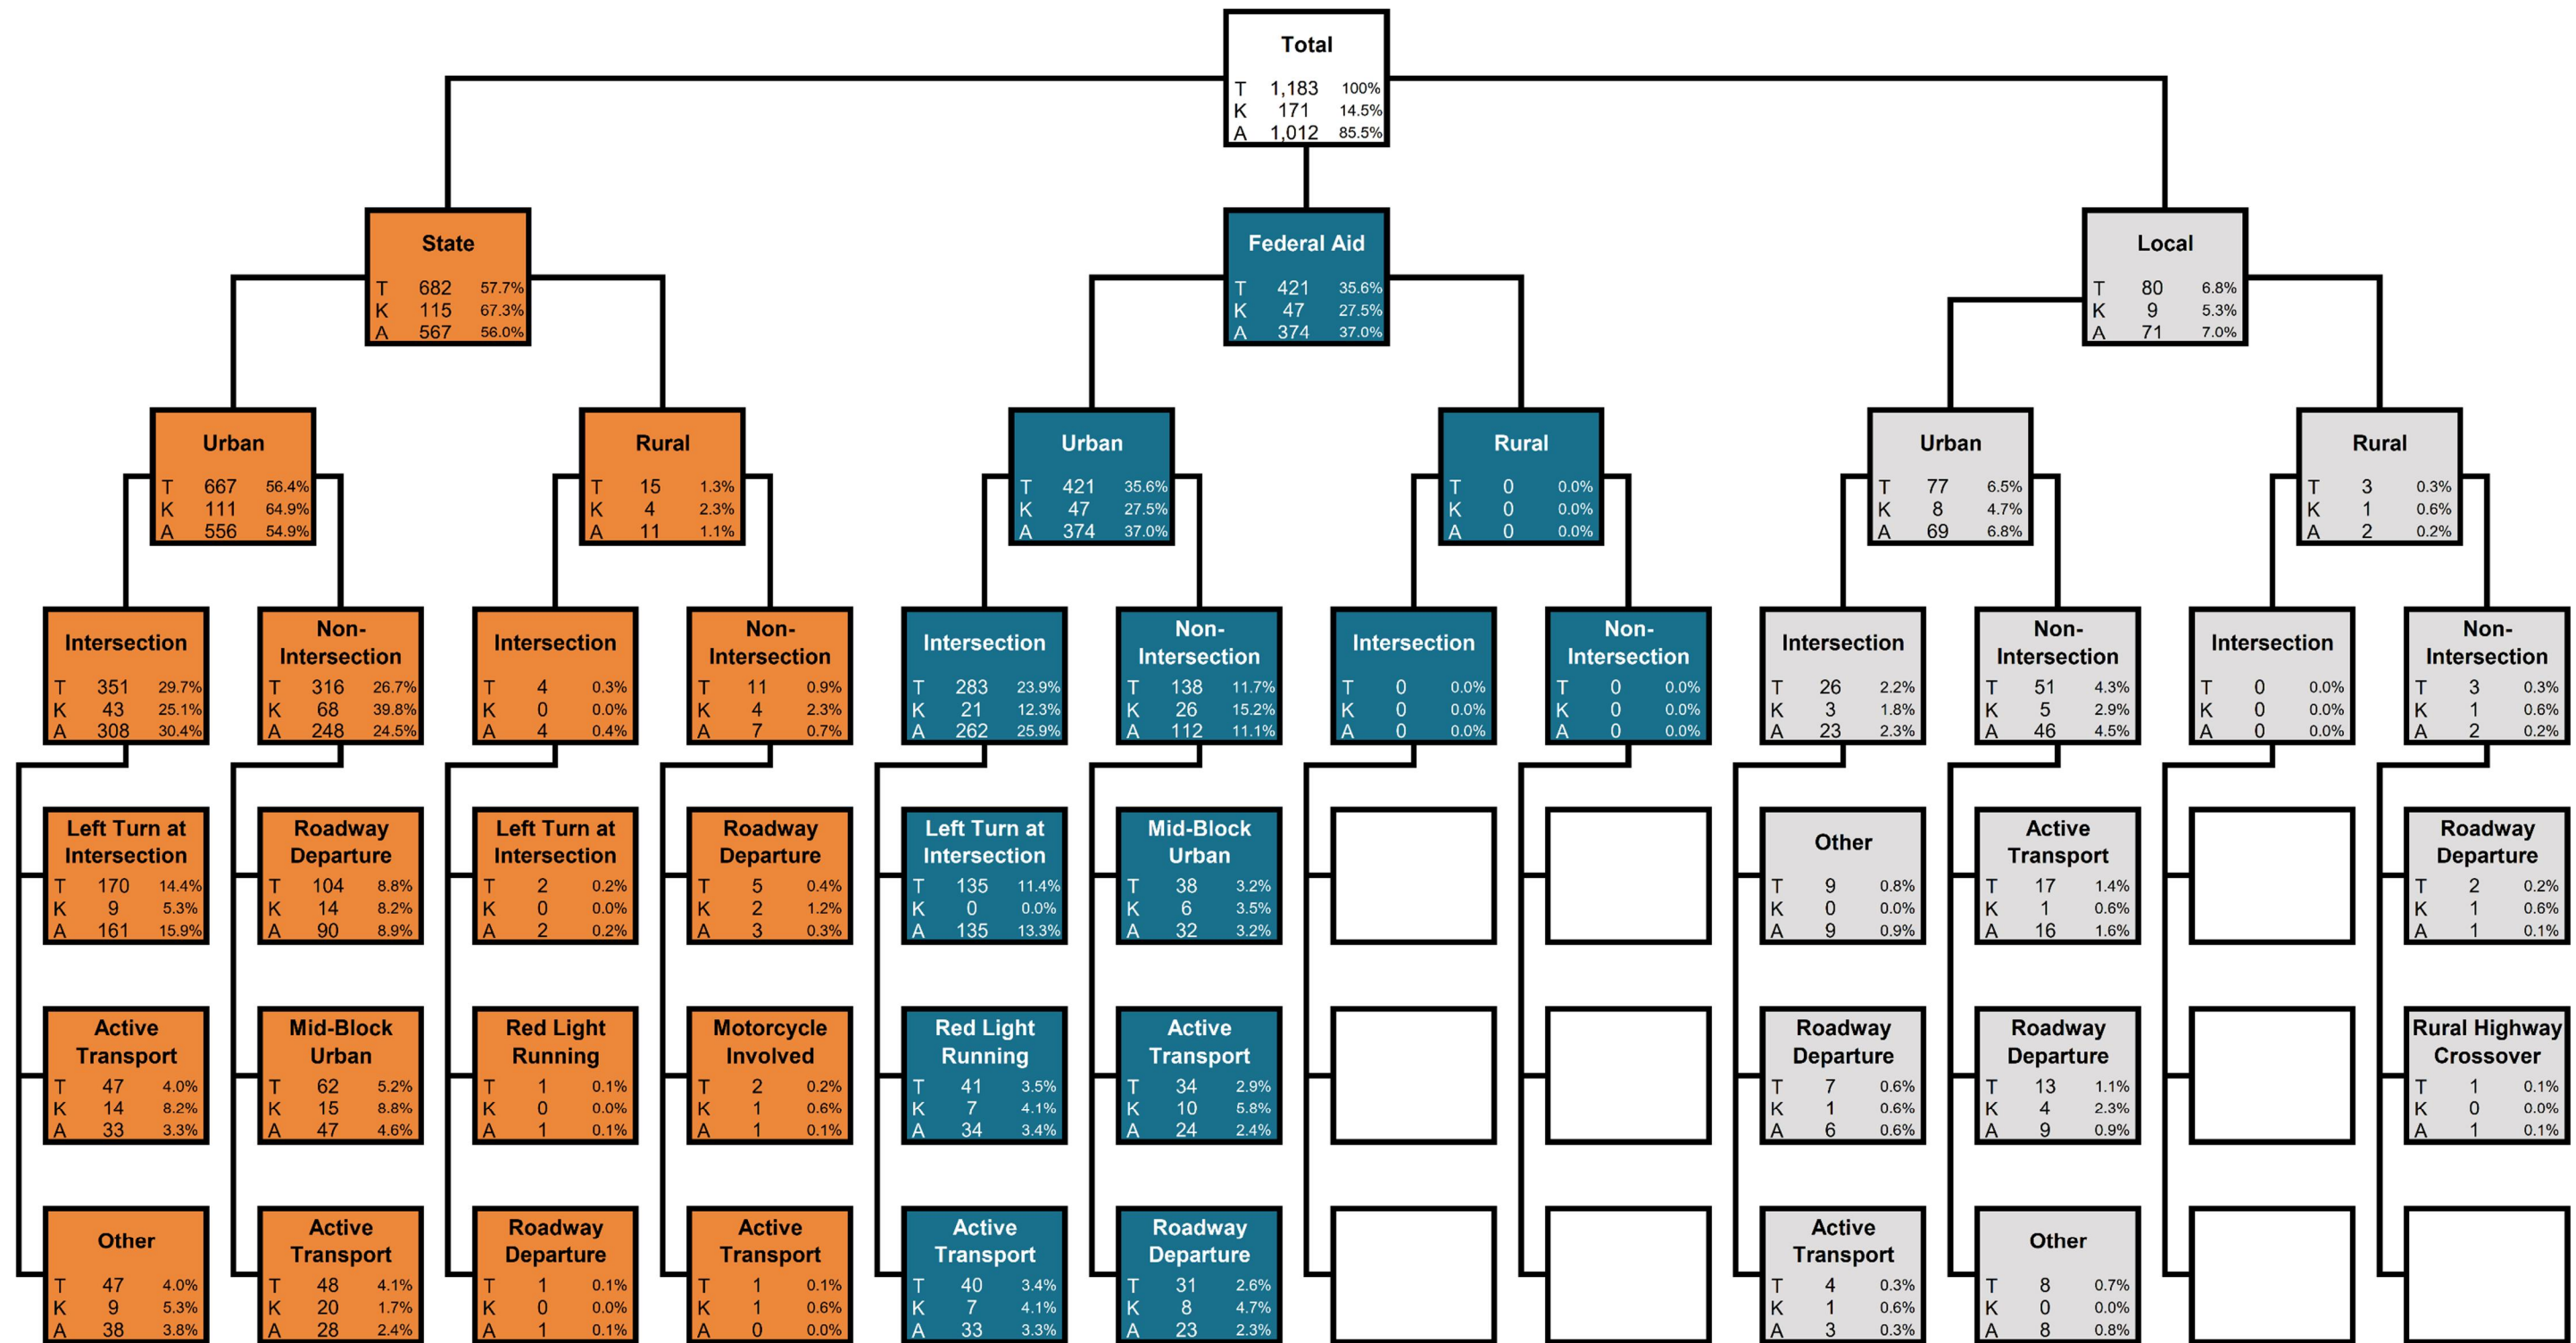 Total
T 1,183 100%
K 171 14.5%
A 1,012 85.5%
State
T 682 57.7%
K 115 67.3%
A 567 56.0%
Federal Aid
T 421 35.6%
K 47 27.5%
A 374 37.0%
Local
T 80 6.8%
K 9 5.3%
A 71 7.0%
Urban
T 667 56.4%
K 111 64.9%
A 556 54.9%
Rural
T 15 1.3%
K 4 2.3%
A 11 1.1%
Urban
T 421 35.6%
K 47 27.5%
A 374 37.0%
Rural
T 0 0.0%
K 0 0.0%
A 0 0.0%
Urban
T 77 6.5%
K 8 4.7%
A 69 6.8%
Rural
T 3 0.3%
K 1 0.6%
A 2 0.2%
Intersection
T 351 29.7%
K 43 25.1%
A 308 30.4%
Non-
Intersection
T 316 26.7%
K 68 39.8%
A 248 24.5%
Intersection
T 4 0.3%
K 0 0.0%
A 4 0.4%
Non-
Intersection
T 11 0.9%
K 4 2.3%
A 7 0.7%
Intersection
T 283 23.9%
K 21 12.3%
A 262 25.9%
Non-
Intersection
T 138 11.7%
K 26 15.2%
A 112 11.1%
Intersection
T 0 0.0%
K 0 0.0%
A 0 0.0%
Non-
Intersection
T 0 0.0%
K 0 0.0%
A 0 0.0%
Intersection
T 26 2.2%
K 3 1.8%
A 23 2.3%
Non-
Intersection
T 51 4.3%
K 5 2.9%
A 46 4.5%
Intersection
T 0 0.0%
K 0 0.0%
A 0 0.0%
Non-
Intersection
T 3 0.3%
K 1 0.6%
A 2 0.2%
Left Turn at
Intersection
T 170 14.4%
K 9 5.3%
A 161 15.9%
Roadway
Departure
T 104 8.8%
K 14 8.2%
A 90 8.9%
Left Turn at
Intersection
T 2 0.2%
K 0 0.0%
A 2 0.2%
Roadway
Departure
T 5 0.4%
K 2 1.2%
A 3 0.3%
Left Turn at
Intersection
T 135 11.4%
K 0 0.0%
A 135 13.3%
Mid-Block
Urban
T 38 3.2%
K 6 3.5%
A 32 3.2%
Other
T 9 0.8%
K 0 0.0%
A 9 0.9%
Active
Transport
T 17 1.4%
K 1 0.6%
A 16 1.6%
Roadway
Departure
T 2 0.2%
K 1 0.6%
A 1 0.1%
Active
Transport
T 47 4.0%
K 14 8.2%
A 33 3.3%
Mid-Block
Urban
T 62 5.2%
K 15 8.8%
A 47 4.6%
Red Light
Running
T 1 0.1%
K 0 0.0%
A 1 0.1%
Motorcycle
Involved
T 2 0.2%
K 1 0.6%
A 1 0.1%
Red Light
Running
T 41 3.5%
K 7 4.1%
A 34 3.4%
Active
Transport
T 34 2.9%
K 10 5.8%
A 24 2.4%
Roadway
Departure
T 7 0.6%
K 1 0.6%
A 6 0.6%
Roadway
Departure
T 13 1.1%
K 4 2.3%
A 9 0.9%
Rural Highway
Crossover
T 1 0.1%
K 0 0.0%
A 1 0.1%
Other
T 47 4.0%
K 9 5.3%
A 38 3.8%
Active
Transport
T 48 4.1%
K 20 1.7%
A 28 2.4%
Roadway
Departure
T 1 0.1%
K 0 0.0%
A 1 0.1%
Active
Transport
T 1 0.1%
K 1 0.6%
A 0 0.0%
Active
Transport
T 40 3.4%
K 7 4.1%
A 33 3.3%
Roadway
Departure
T 31 2.6%
K 8 4.7%
A 23 2.3%
Active
Transport
T 4 0.3%
K 1 0.6%
A 3 0.3%
Other
T 8 0.7%
K 0 0.0%
A 8 0.8%